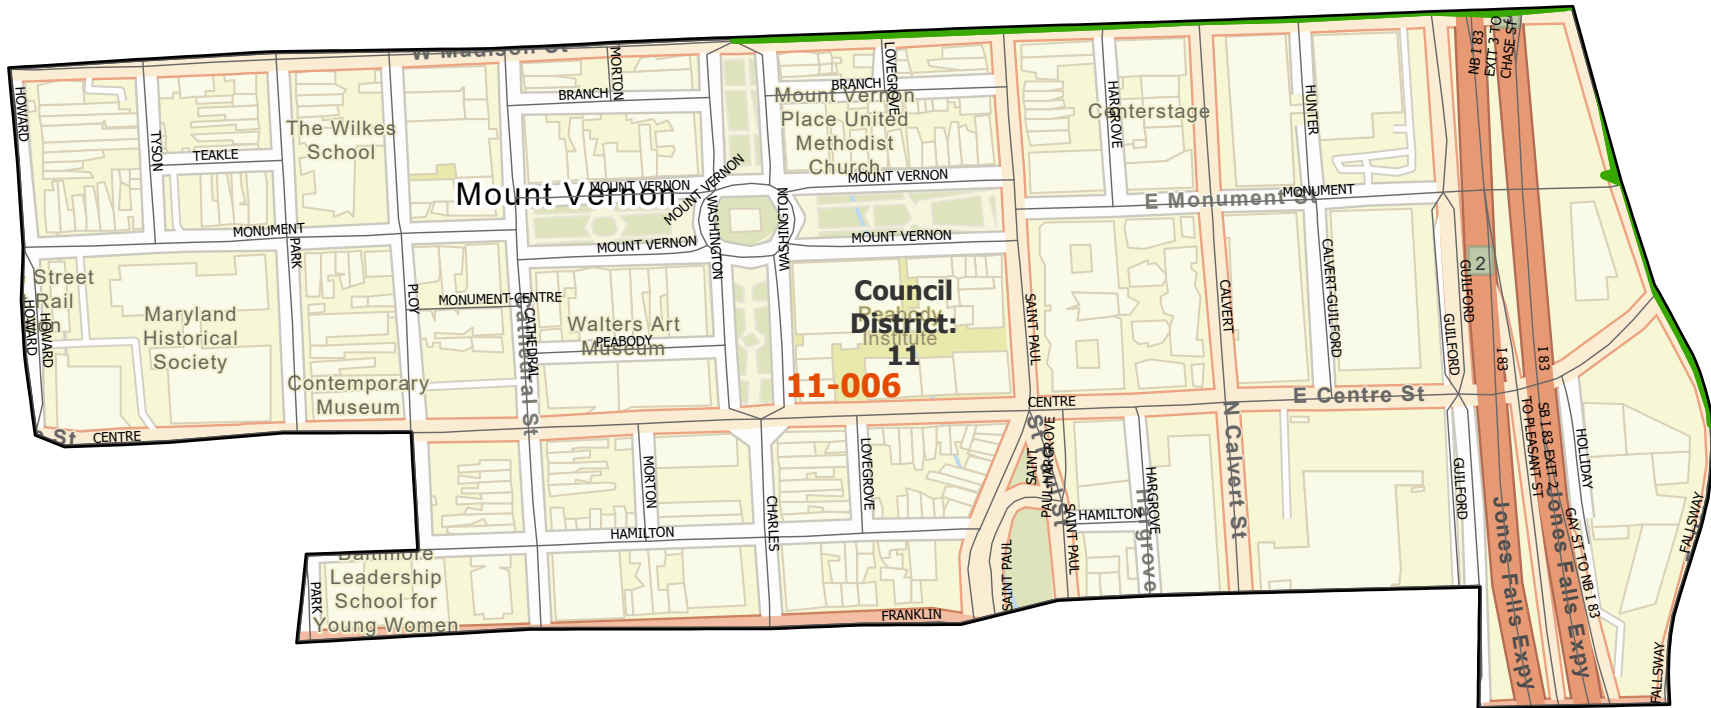 W Madison St
HOWARD
TYSON
TEAKLE
The Wilkes
School
MORTON
BRANCH
BRANCH
LOVEGROVE
Mount Vernon
Place United
Methodist
Church
HARGROVE
Centerstage
HUNTER
NB I 83
EXIT 3 TO
CHASE ST
Mount Vernon
MOUNT VERNON
MOUNT VERNON
MOUNT VERNON
E Monument St
MONUMENT
MONUMENT
PARK
MOUNT VERNON
WASHINGTON
WASHINGTON
MOUNT VERNON
CALVERT-GUILFORD
GUILFORD
2
Street
Rail
HOWARD
HOWARD
Maryland
Historical
Society
PLOY
MONUMENT-CENTRE
CATHEDRAL
Cathedral St
Walters Art
Museum
PEABODY
Council
District:
11
Peabody
Institute
11-006
SAINT PAUL
CALVERT
GUILFORD
I 83
I 83
Contemporary
Museum
E Centre St
CENTRE
St
CENTRE
MORTON
CHARLES
LOVEGROVE
SAINT
St Paul St
HARGROVE
Hargrove
N Calvert St
GUILFORD
TO PLEASANT ST
SB I 83 EXIT 2
HOLLIDAY
HAMILTON
HAMILTON
SAINT PAUL
SAINT PAUL
Jones Falls Expy
Jones Falls Expy
GAY ST TO NB I 83
FALLSWAY
FALLSWAY
Baltimore
Leadership
School for
Young Women
PARK
FRANKLIN